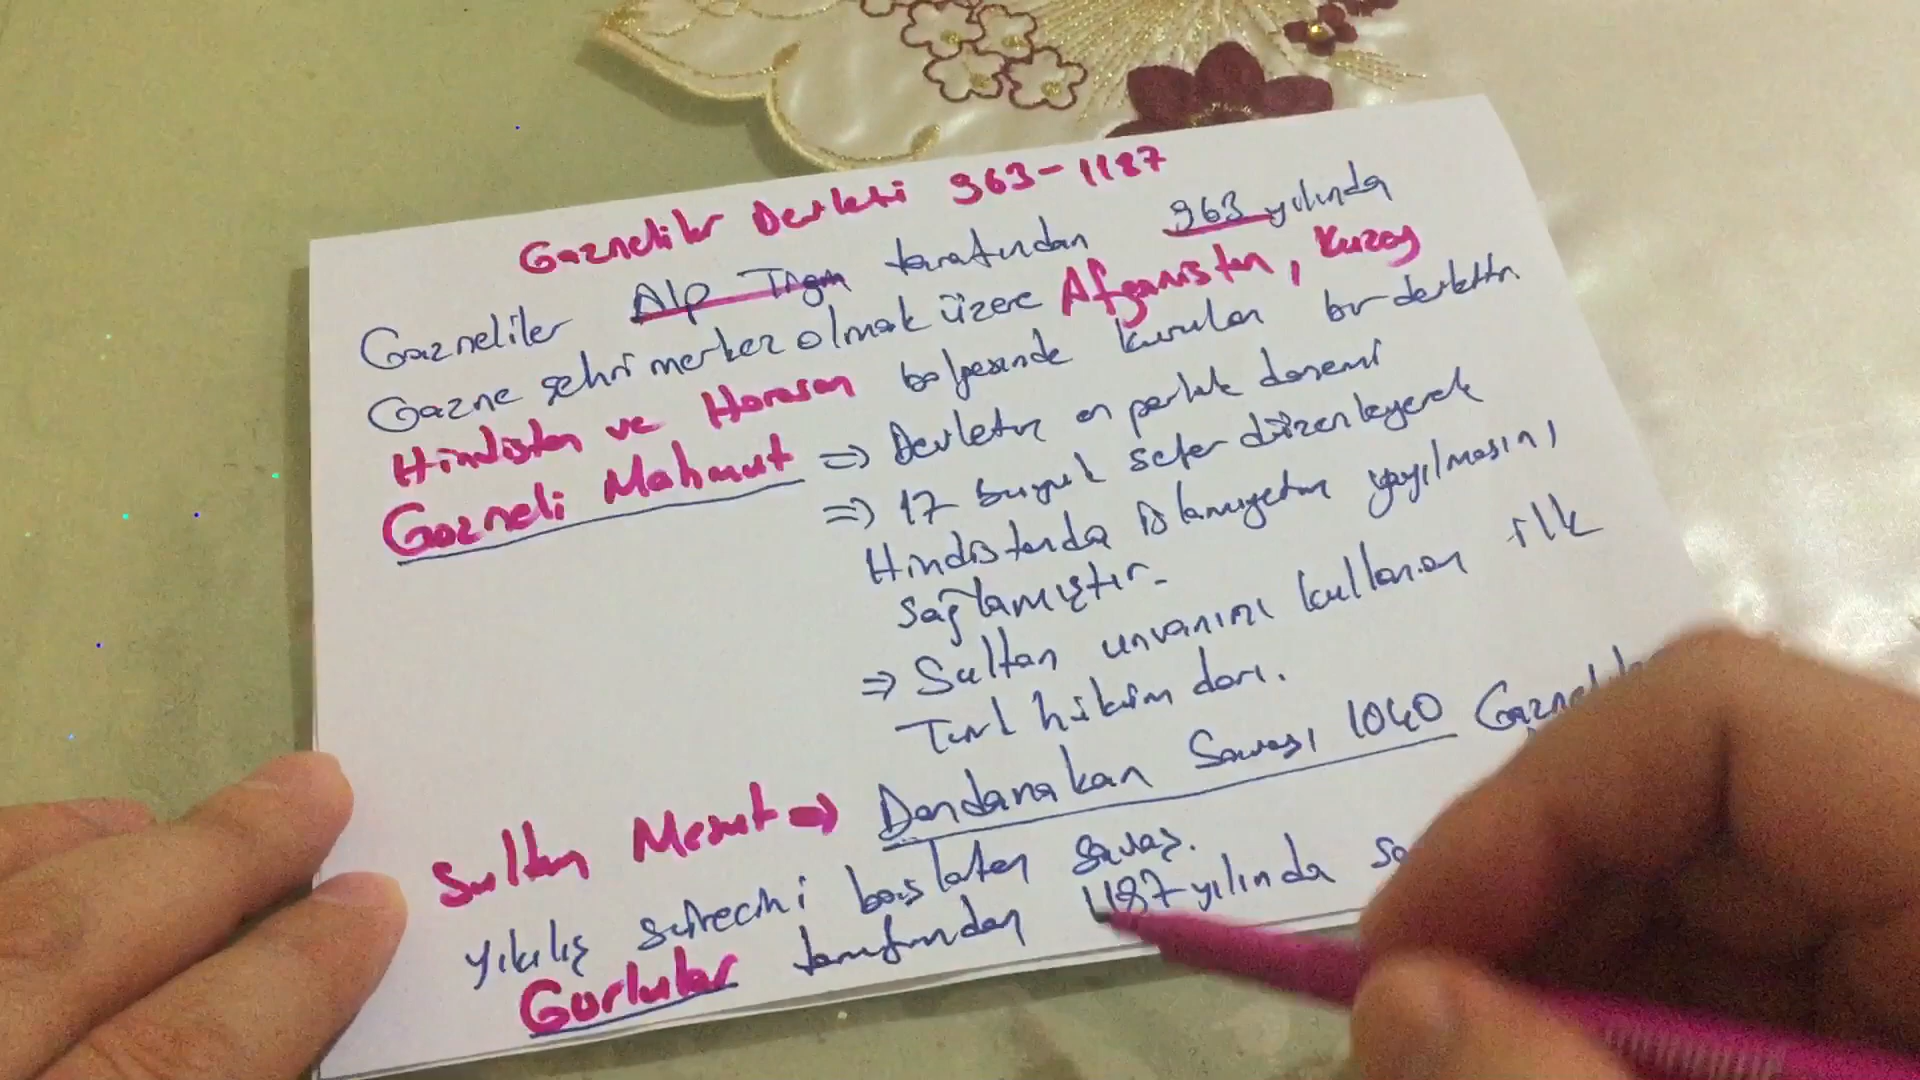 Gazneliler Devleti 963-1187
Gazneliler Alp Tigin tarafından 963 yılında
Gazne şehri merkez olmak üzere Afganistan, Kuzey
Hindistan ve Horasan bölgesinde kurulan bir devlettir.
Gazneli Mahmut => Devletin en parlak dönemi
=> 17 büyük sefer düzenleyerek
Hindistanda islamiyetin yayılmasını
sağlamıştır.
=> Sultan unvanını kullanan ilk
Türk hükümdarı.
Sultan Mesut => Dandanakan Savaşı 1040
yıkılış sürecini başlatan savaş.
Gurlular tarafından 1187 yılında